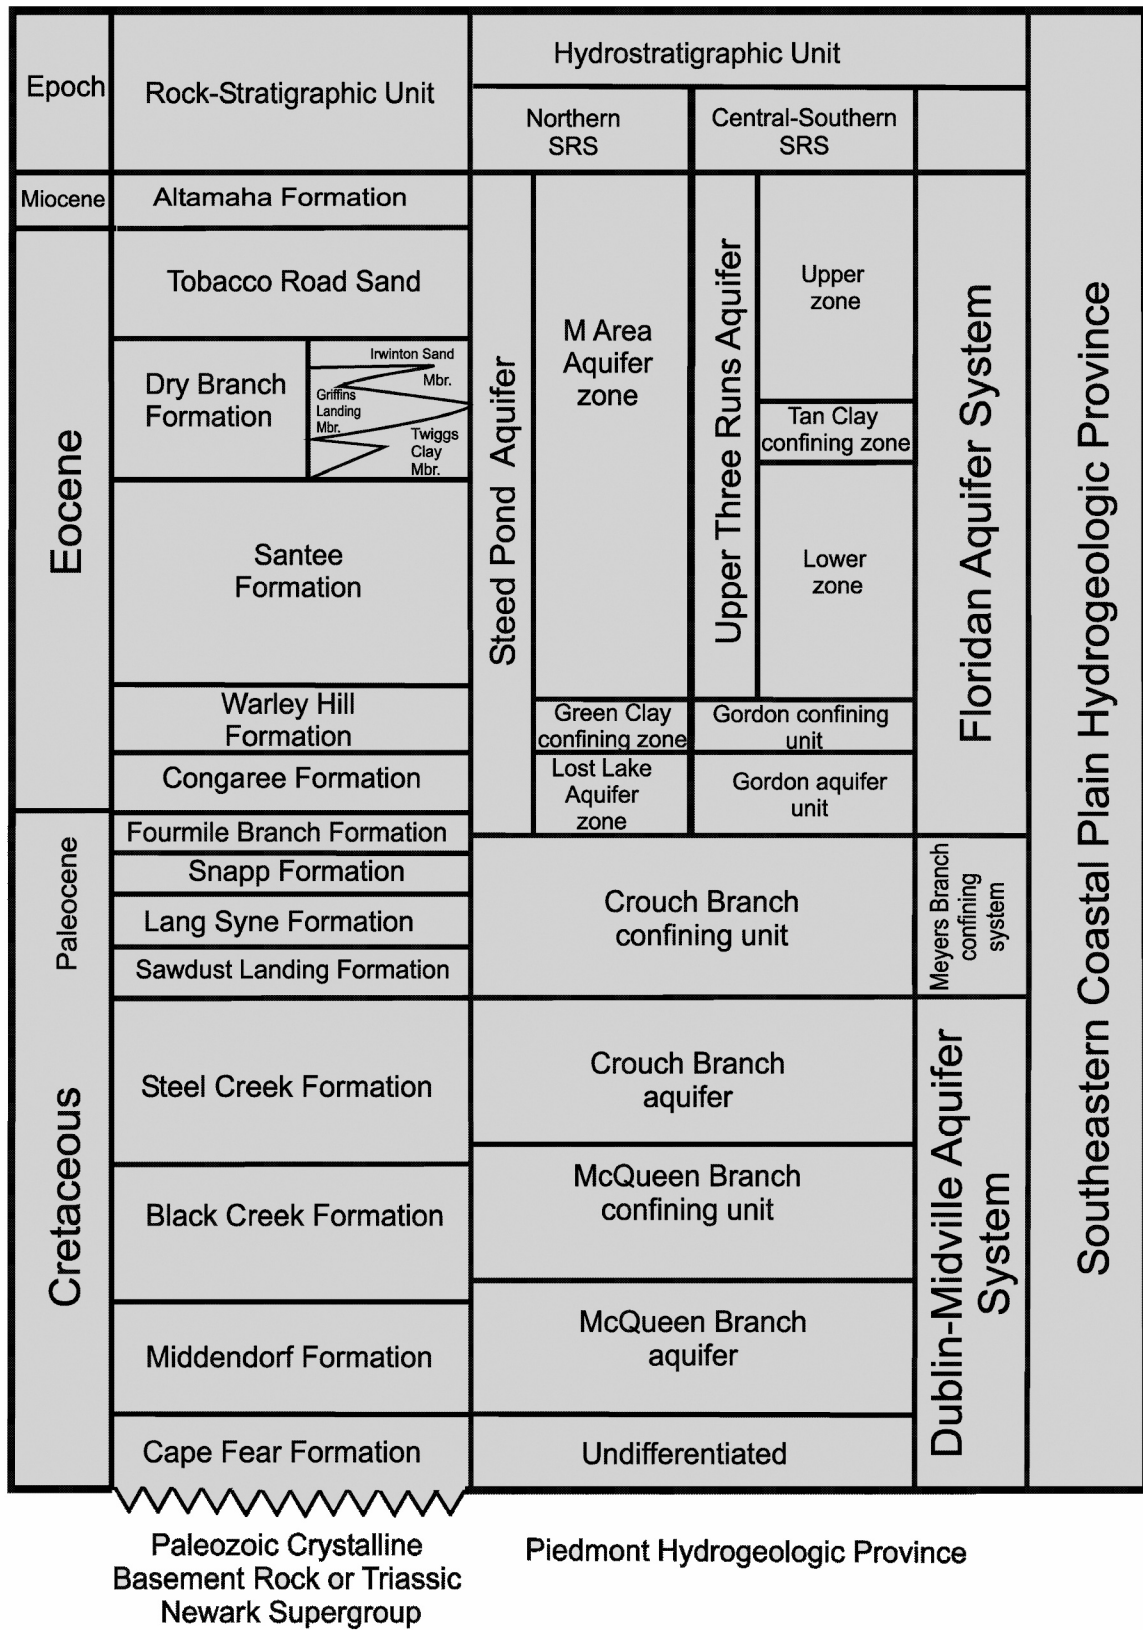 Epoch
Rock-Stratigraphic Unit
Hydrostratigraphic Unit
Northern
SRS
Central-Southern
SRS
Miocene
Altamaha Formation
Eocene
Tobacco Road Sand
Dry Branch
Formation
Irwinton Sand
Mbr.
Griffins
Landing
Mbr.
Twiggs
Clay
Mbr.
Santee
Formation
Warley Hill
Formation
Congaree Formation
Paleocene
Fourmile Branch Formation
Snapp Formation
Lang Syne Formation
Sawdust Landing Formation
Cretaceous
Steel Creek Formation
Black Creek Formation
Middendorf Formation
Cape Fear Formation
Steed Pond Aquifer
M Area
Aquifer
zone
Green Clay
confining zone
Lost Lake
Aquifer
zone
Upper Three Runs Aquifer
Upper
zone
Tan Clay
confining zone
Lower
zone
Gordon confining
unit
Gordon aquifer
unit
Crouch Branch
confining unit
Crouch Branch
aquifer
McQueen Branch
confining unit
McQueen Branch
aquifer
Undifferentiated
Floridan Aquifer System
Meyers Branch
confining
system
Dublin-Midville Aquifer
System
Southeastern Coastal Plain Hydrogeologic Province
Paleozoic Crystalline
Basement Rock or Triassic
Newark Supergroup
Piedmont Hydrogeologic Province